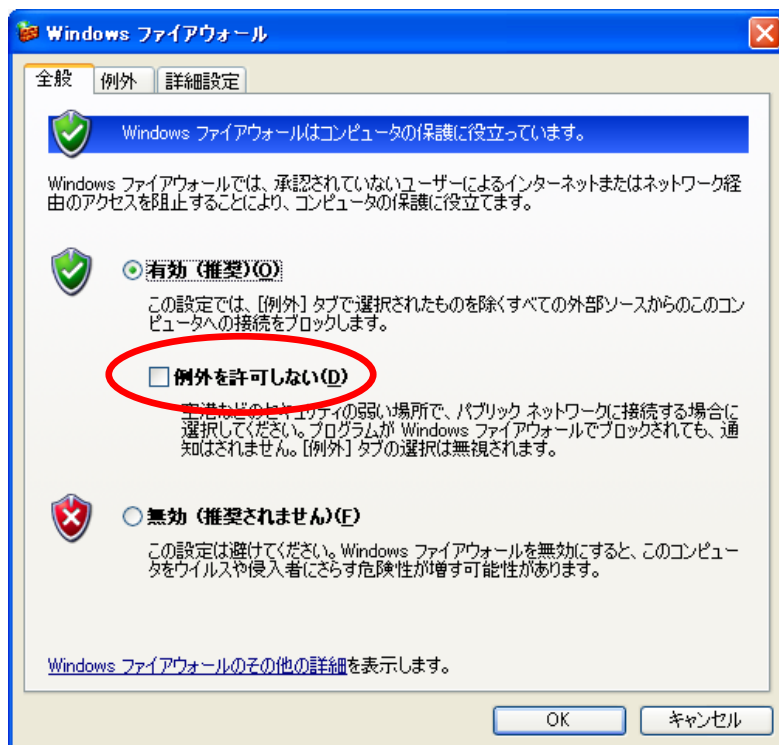 Windows ファイアウォール
全般 例外 詳細設定
Windows ファイアウォールはコンピュータの保護に役立っています。
Windows ファイアウォールでは、承認されていないユーザーによるインターネットまたはネットワーク経
由のアクセスを阻止することにより、コンピュータの保護に役立てます。
有効 (推奨)(O)
この設定では、[例外] タブで選択されたものを除くすべての外部ソースからのこのコン
ピュータへの接続をブロックします。
例外を許可しない(D)
空港などのセキュリティの弱い場所で、パブリック ネットワークに接続する場合に
選択してください。プログラムが Windows ファイアウォールでブロックされても、通
知はされません。[例外] タブの選択は無視されます。
無効 (推奨されません)(F)
この設定は避けてください。Windows ファイアウォールを無効にすると、このコンピュー
タをウイルスや侵入者にさらす危険性が増す可能性があります。
Windows ファイアウォールのその他の詳細を表示します。
OK キャンセル